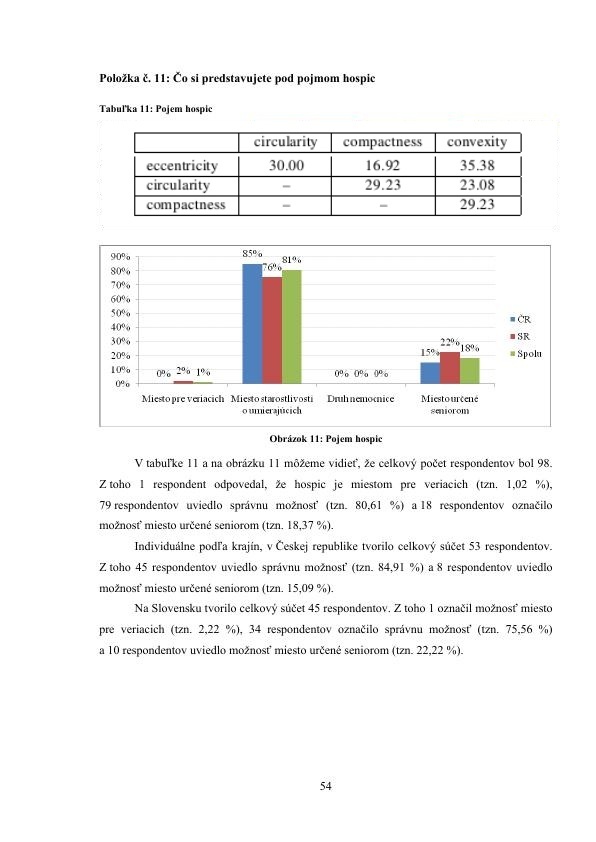 Položka č. 11: Čo si predstavujete pod pojmom hospic
Tabuľka 11: Pojem hospic
circularity compactness convexity
eccentricity 30.00 16.92 35.38
circularity – 29.23 23.08
compactness – – 29.23
90%
80%
70%
60%
50%
40%
30%
20%
10%
0%
85%
76%
81%
0% 2% 1%
0% 0% 0%
15%
22%
18%
Miesto pre veriacich
Miesto starostlivosti
o umierajúcich
Druh nemocnice
Miesto určené
seniorom
ČR
SR
Spolu
Obrázok 11: Pojem hospic
V tabuľke 11 a na obrázku 11 môžeme vidieť, že celkový počet respondentov bol 98.
Z toho 1 respondent odpovedal, že hospic je miestom pre veriacich (tzn. 1,02 %),
79 respondentov uviedlo správnu možnosť (tzn. 80,61 %) a 18 respondentov označilo
možnosť miesto určené seniorom (tzn. 18,37 %).
Individuálne podľa krajín, v Českej republike tvorilo celkový súčet 53 respondentov.
Z toho 45 respondentov uviedlo správnu možnosť (tzn. 84,91 %) a 8 respondentov uviedlo
možnosť miesto určené seniorom (tzn. 15,09 %).
Na Slovensku tvorilo celkový súčet 45 respondentov. Z toho 1 označil možnosť miesto
pre veriacich (tzn. 2,22 %), 34 respondentov označilo správnu možnosť (tzn. 75,56 %)
a 10 respondentov uviedlo možnosť miesto určené seniorom (tzn. 22,22 %).
54